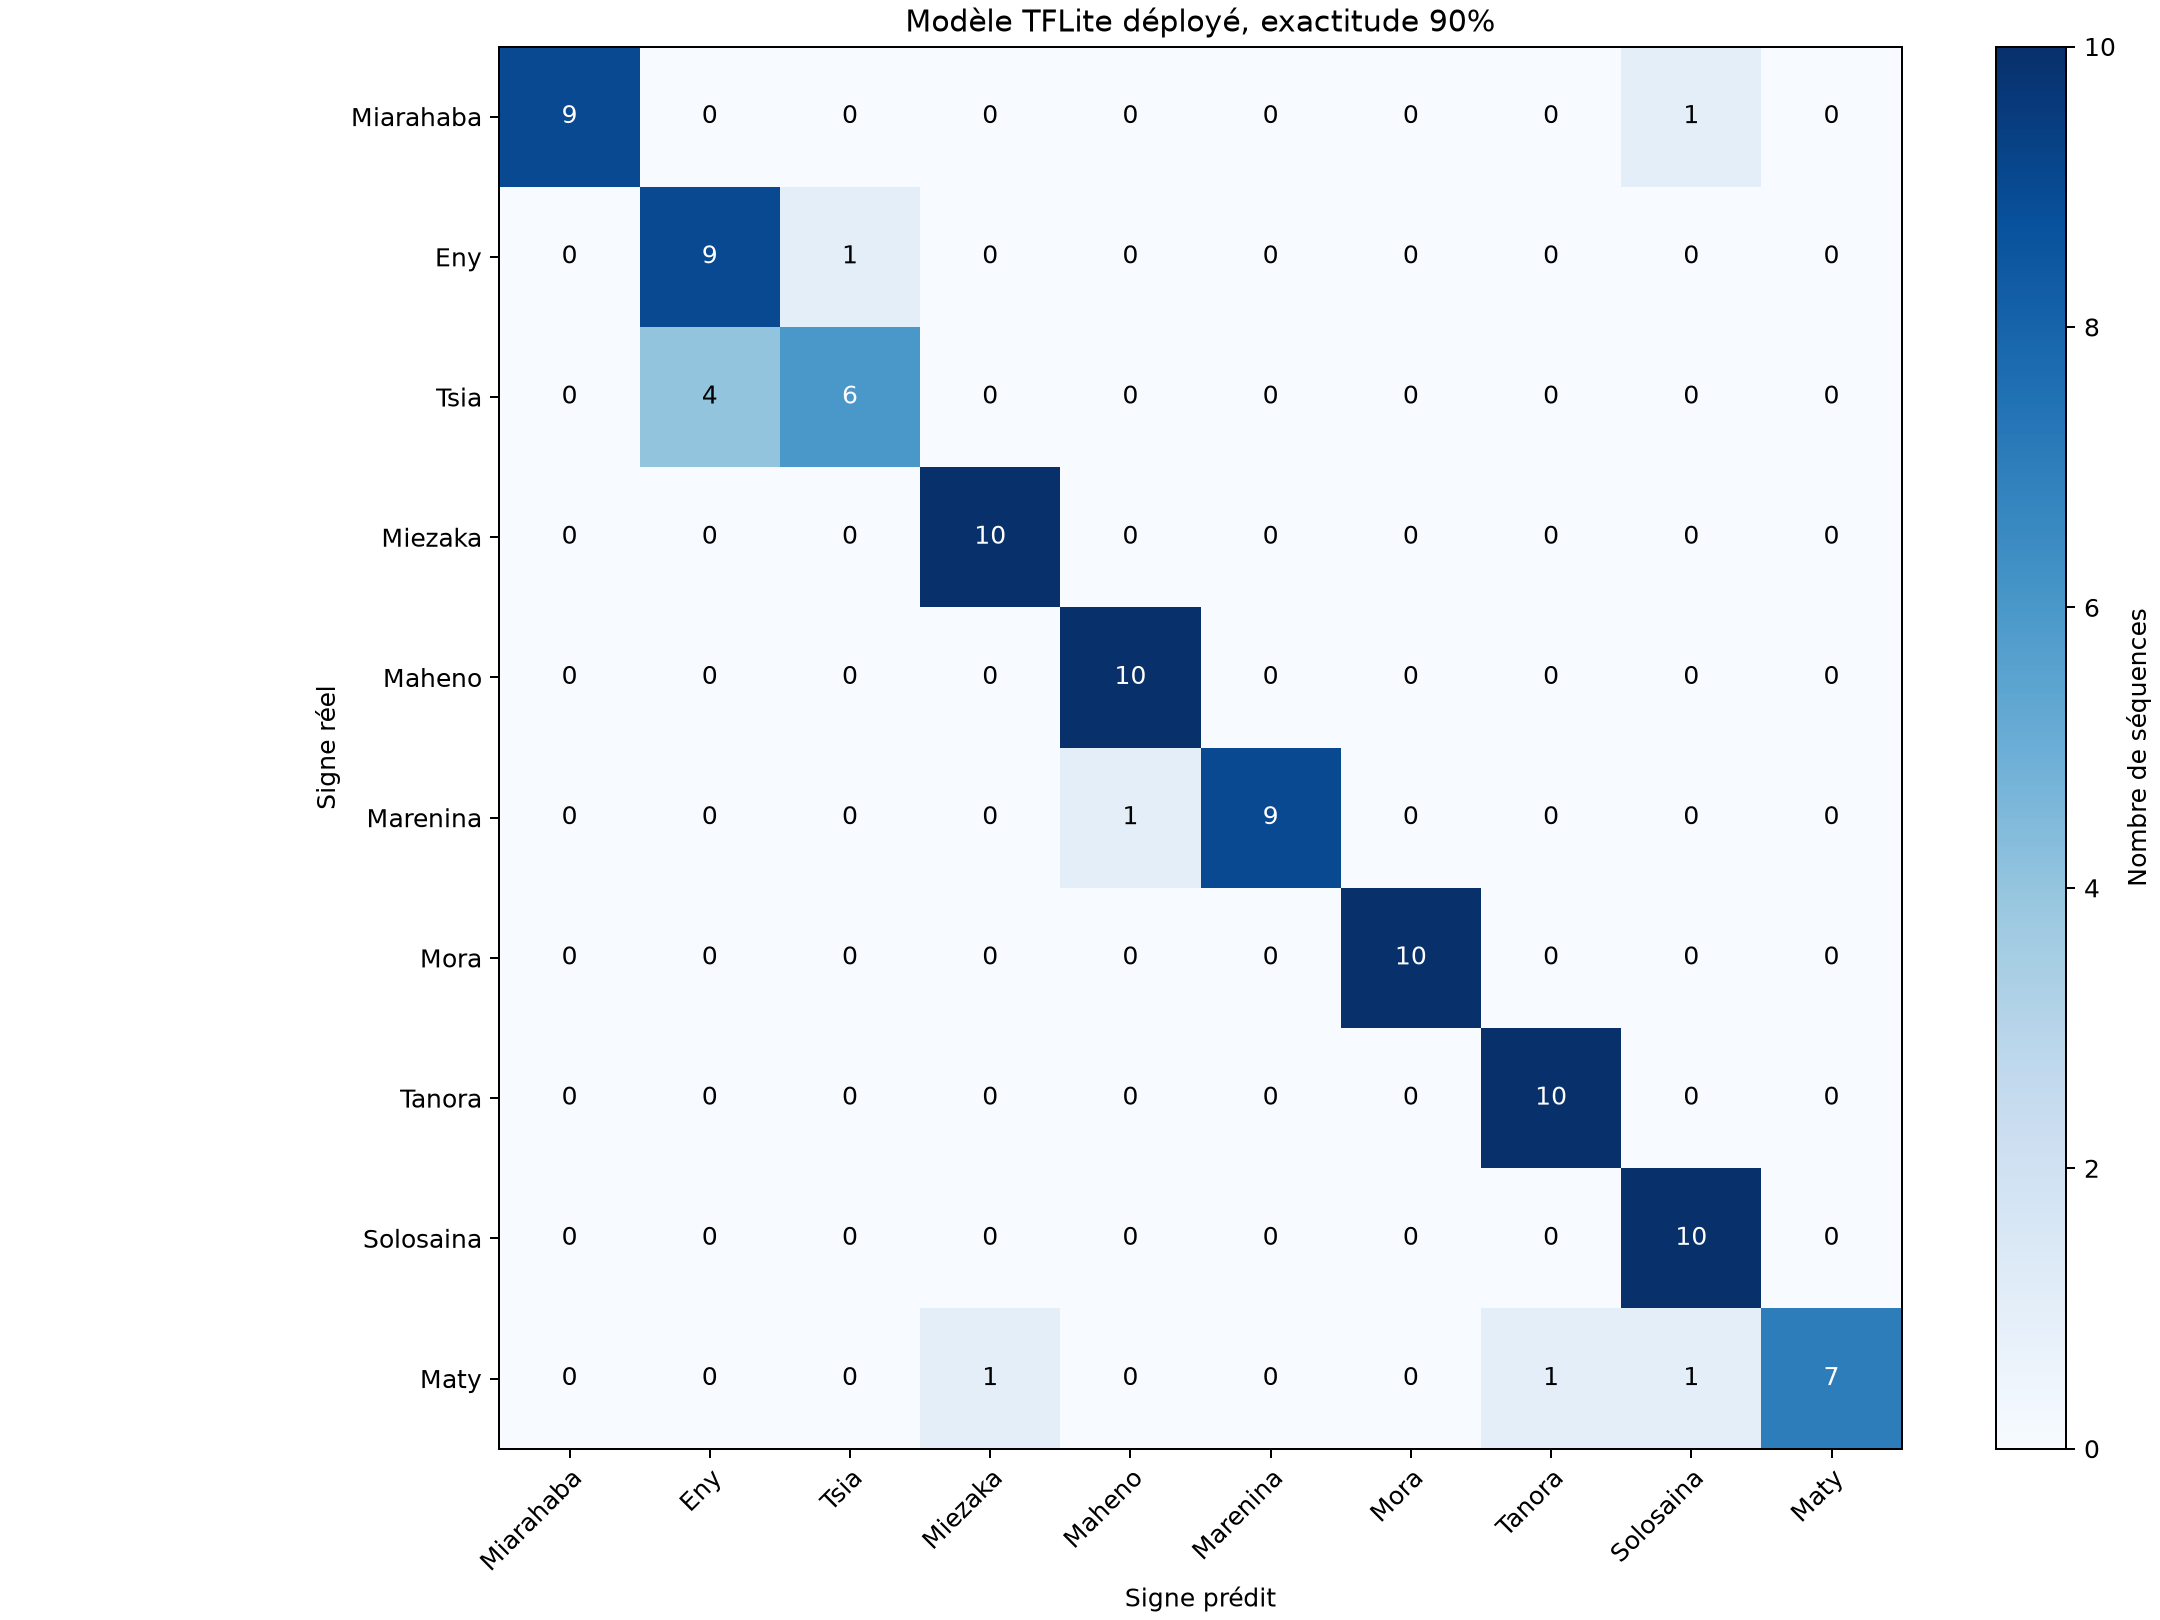 Modèle TFLite déployé, exactitude 90%
Miarahaba 9 0 0 0 0 0 0 0 1 0
Eny 0 9 1 0 0 0 0 0 0 0
Tsia 0 4 6 0 0 0 0 0 0 0
Miezaka 0 0 0 10 0 0 0 0 0 0
Maheno 0 0 0 0 10 0 0 0 0 0
Marenina 0 0 0 0 1 9 0 0 0 0
Mora 0 0 0 0 0 0 10 0 0 0
Tanora 0 0 0 0 0 0 0 10 0 0
Solosaina 0 0 0 0 0 0 0 0 10 0
Maty 0 0 0 1 0 0 0 1 1 7
Signe réel
Miarahaba Eny Tsia Miezaka Maheno Marenina Mora Tanora Solosaina Maty
Signe prédit
10
8
6
4
2
0
Nombre de séquences